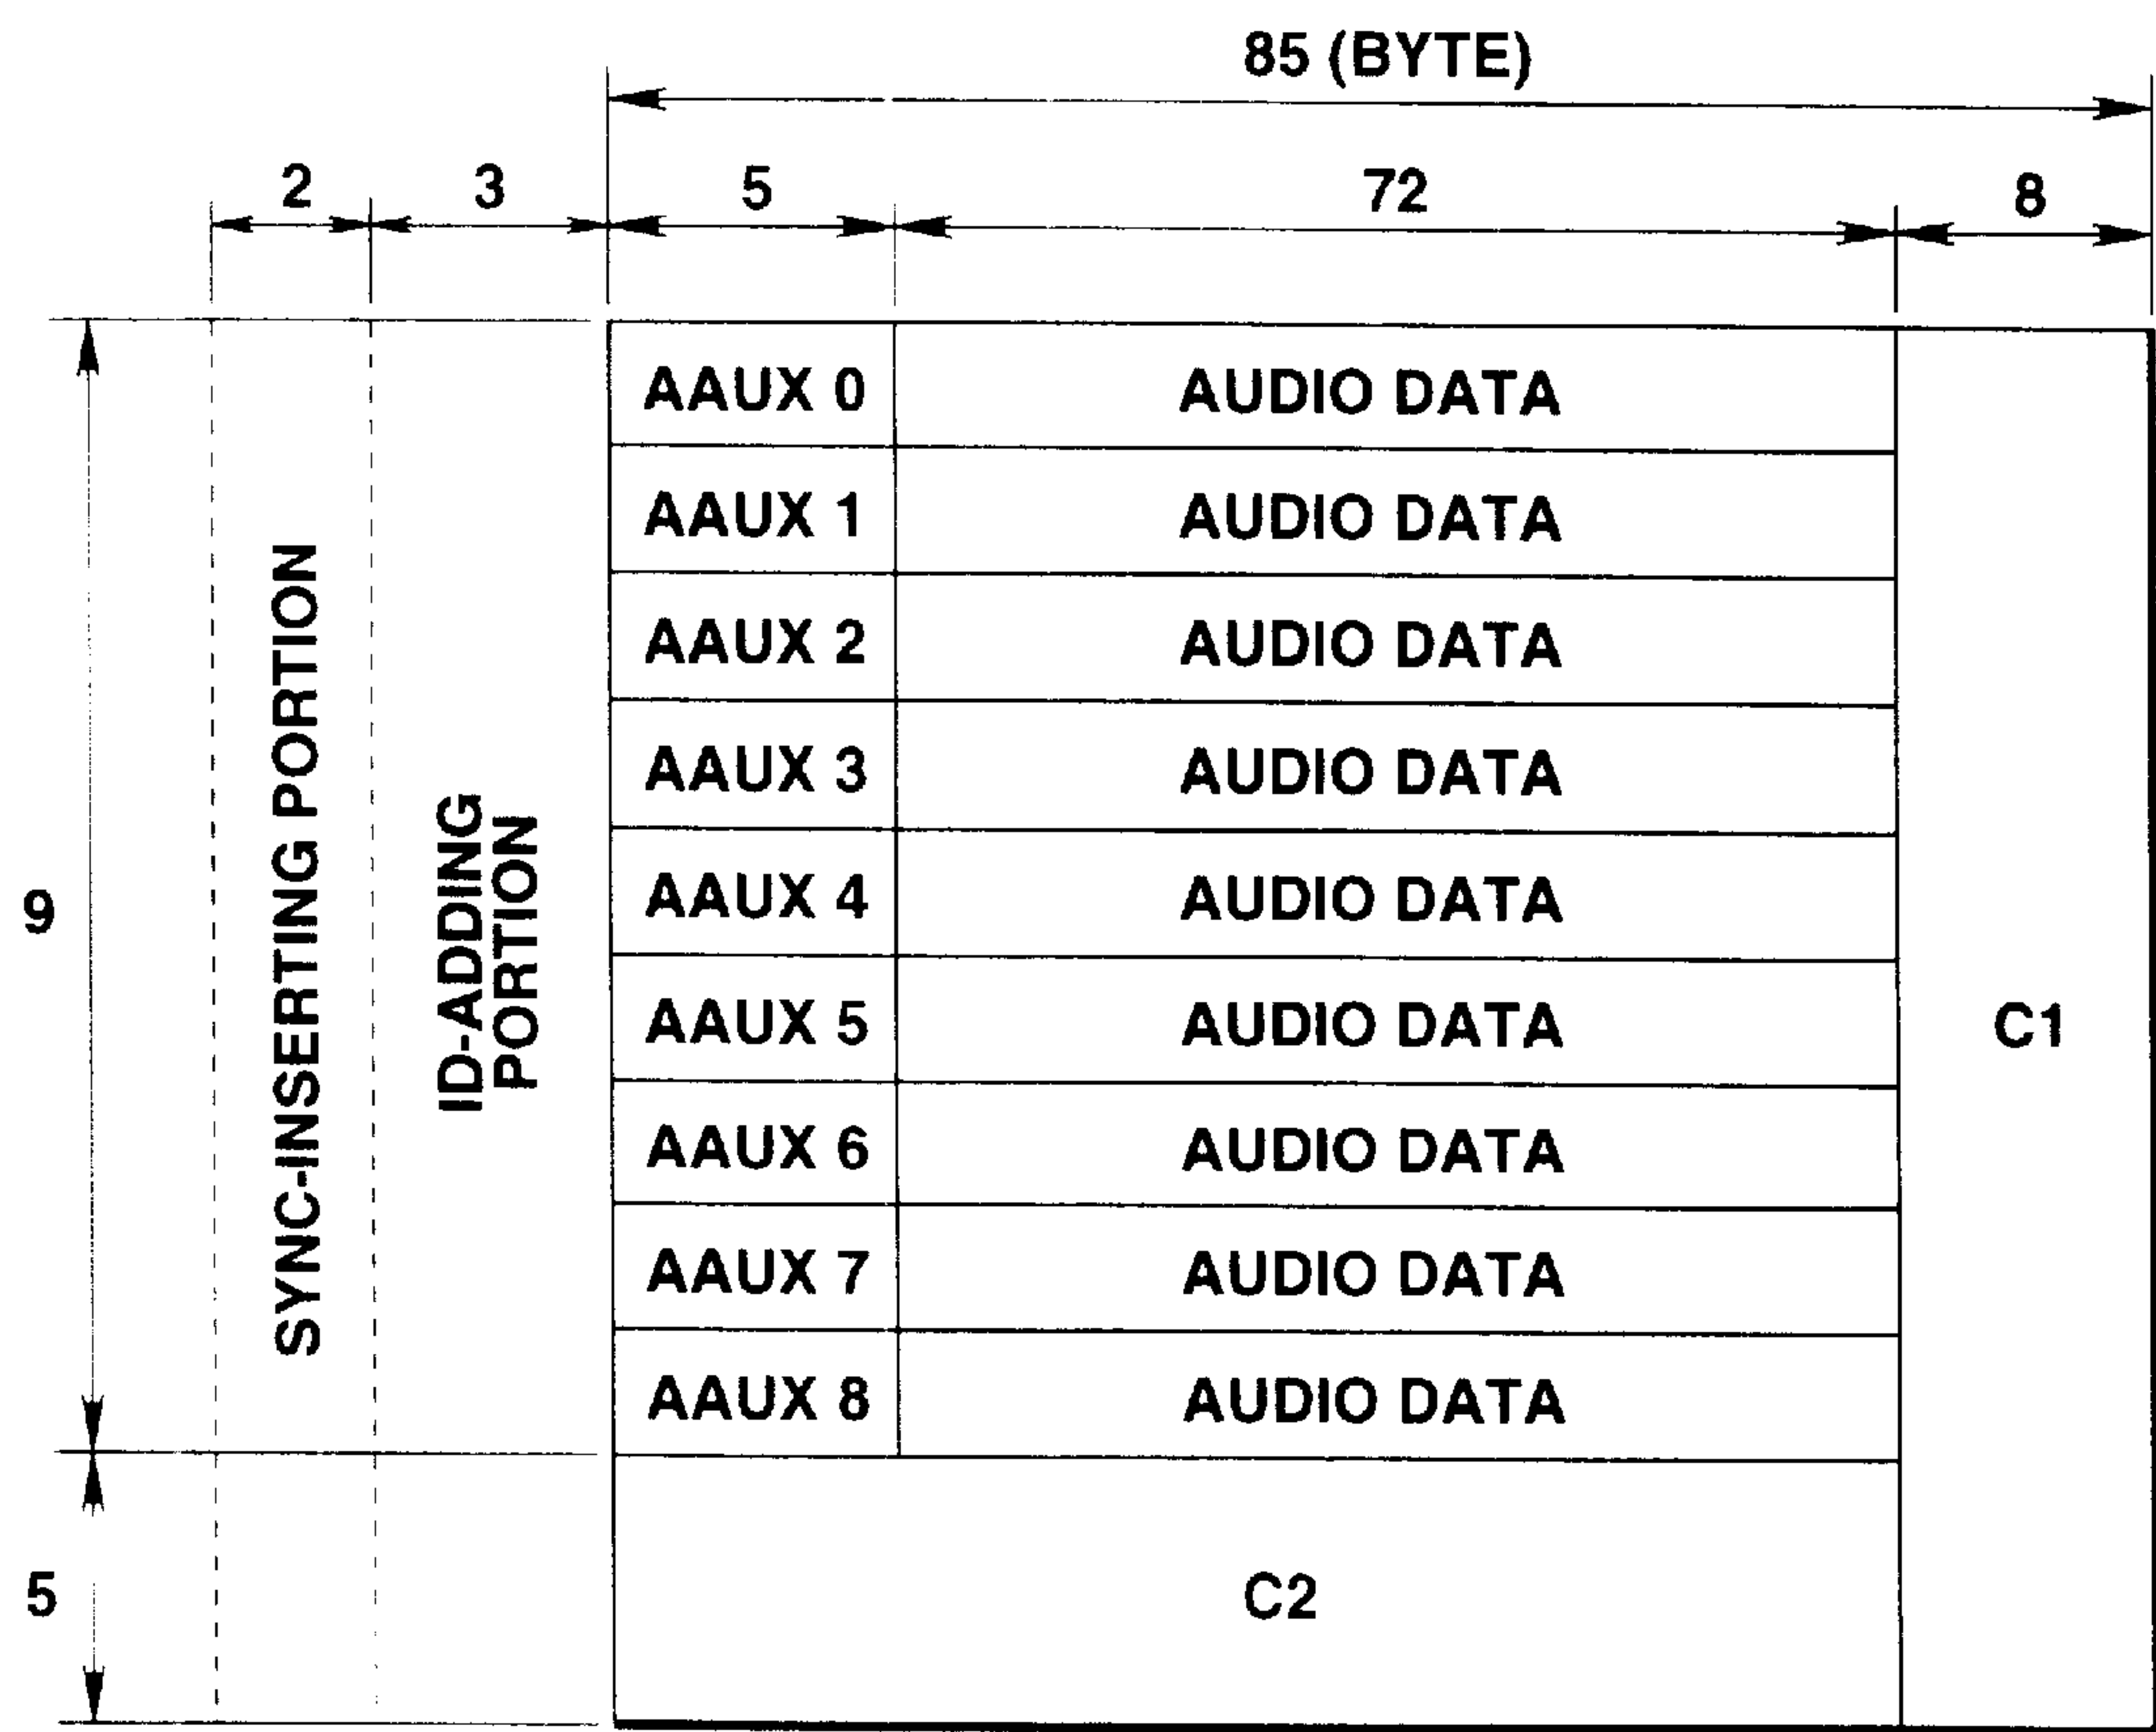 85 (BYTE)
2
3
5
72
8
AAUX 0
AUDIO DATA
AAUX 1
AUDIO DATA
AAUX 2
AUDIO DATA
AAUX 3
AUDIO DATA
AAUX 4
AUDIO DATA
AAUX 5
AUDIO DATA
AAUX 6
AUDIO DATA
AAUX 7
AUDIO DATA
AAUX 8
AUDIO DATA
9
SYNC-INSERTING PORTION
ID-ADDING
PORTION
C1
5
C2